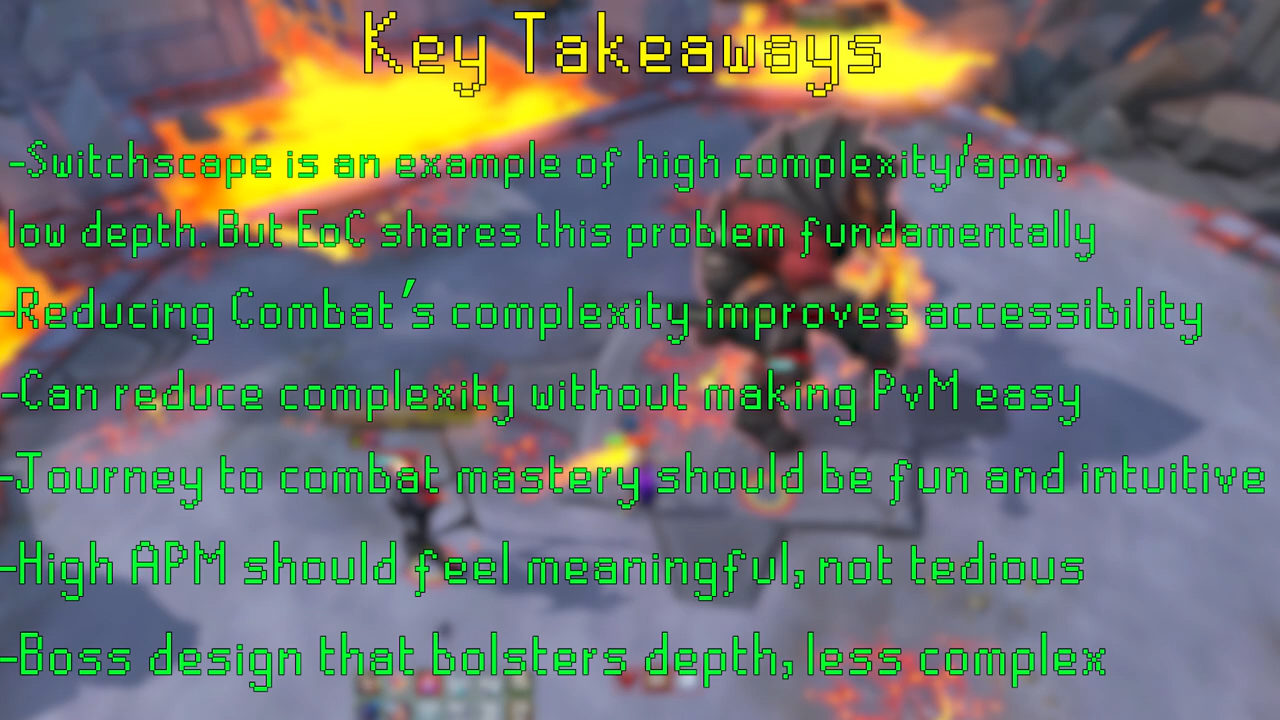 Key Takeaways
-Switchscape is an example of high complexity/apm,
low depth. But EoC shares this problem fundamentally
-Reducing Combat's complexity improves accessibility
-Can reduce complexity without making PvM easy
-Journey to combat mastery should be fun and intuitive
-High APM should feel meaningful, not tedious
-Boss design that bolsters depth, less complex